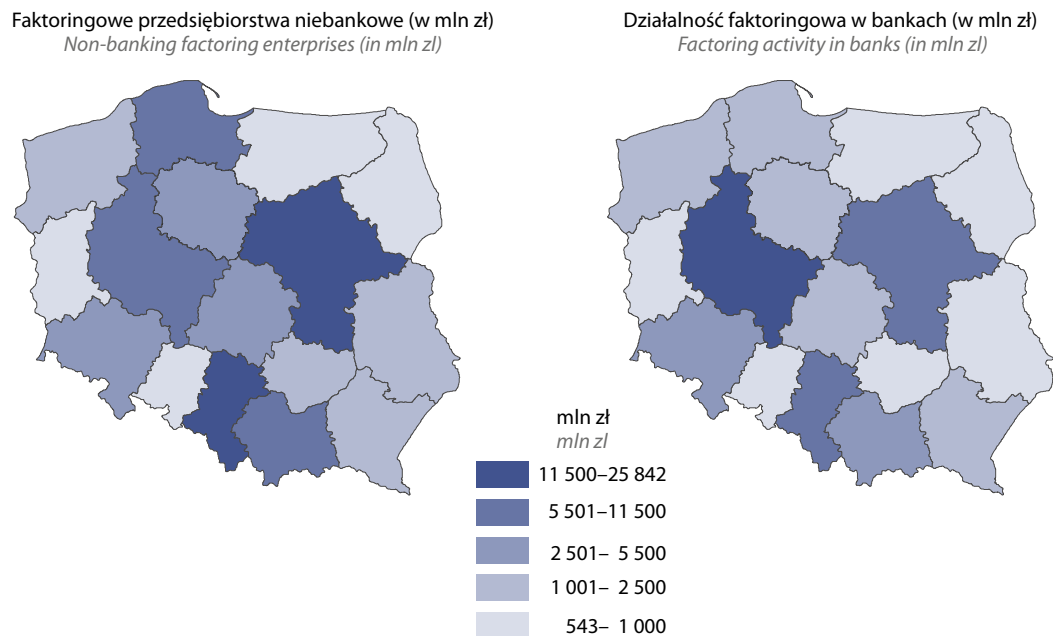 Faktoringowe przedsiębiorstwa niebankowe (w mln zł)
Non-banking factoring enterprises (in mln zl)
Działalność faktoringowa w bankach (w mln zł)
Factoring activity in banks (in mln zl)
mln zł
mln zl
11 500–25 842
5 501–11 500
2 501– 5 500
1 001– 2 500
543– 1 000